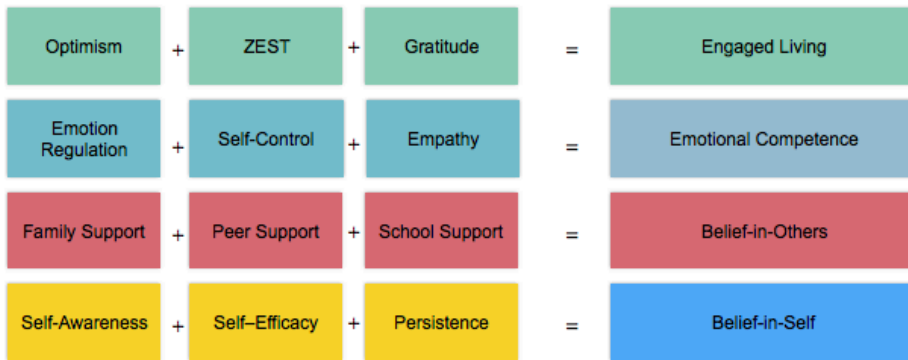 Optimism + ZEST + Gratitude = Engaged Living
Emotion
Regulation + Self-Control + Empathy = Emotional Competence
Family Support + Peer Support + School Support = Belief-in-Others
Self-Awareness + Self–Efficacy + Persistence = Belief-in-Self